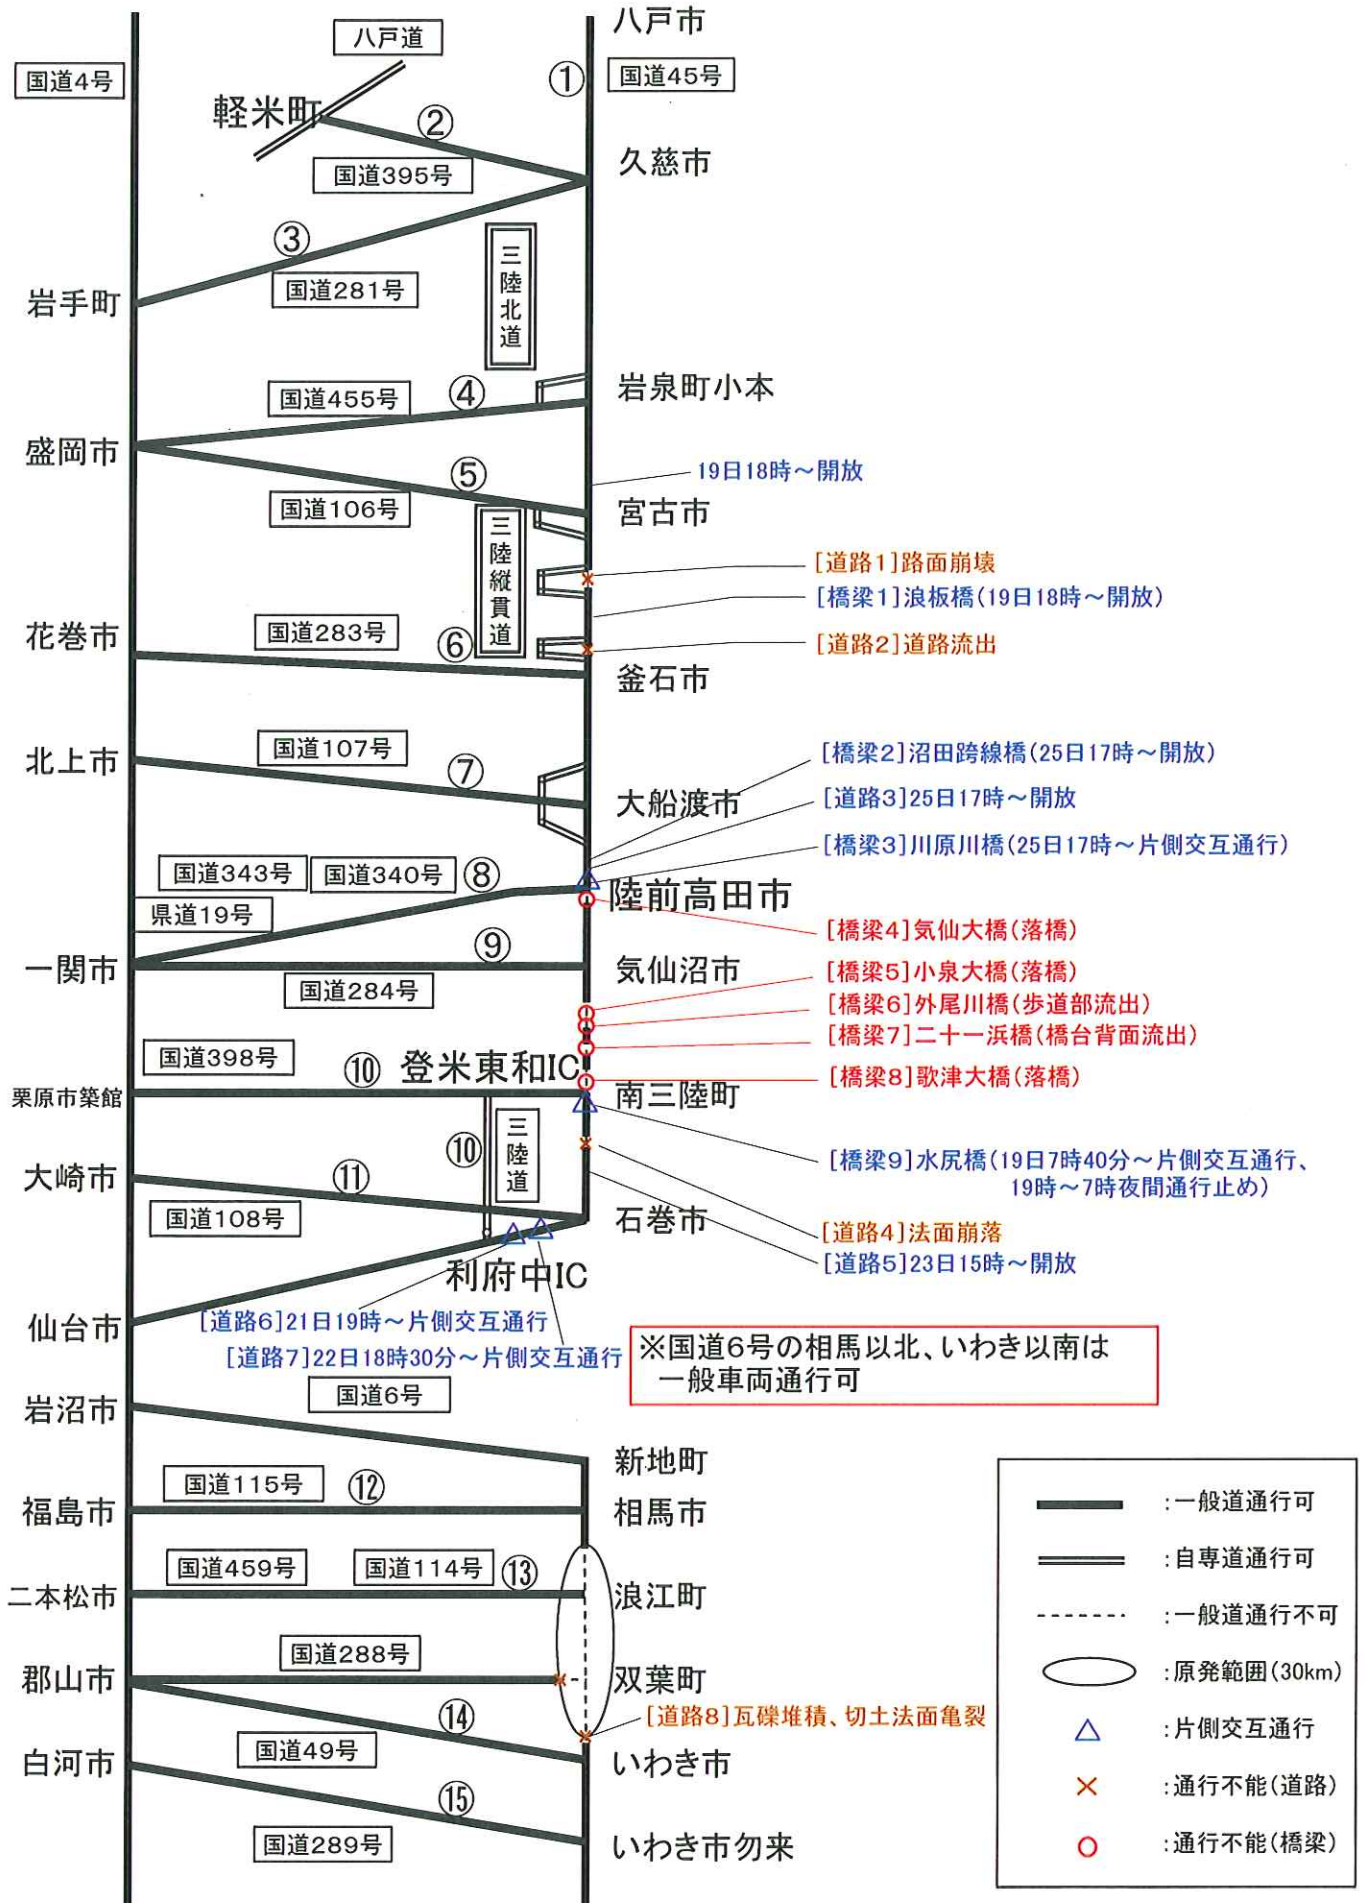 八戸市
八戸道
国道4号
①
国道45号
軽米町
②
久慈市
国道395号
③
三陸北道
国道281号
岩手町
岩泉町小本
④
国道455号
盛岡市
⑤
19日18時～開放
国道106号
宮古市
三陸縦貫道
[道路1]路面崩壊
[橋梁1]浪板橋(19日18時～開放)
花巻市
国道283号
⑥
[道路2]道路流出
釜石市
北上市
国道107号
⑦
[橋梁2]沼田跨線橋(25日17時～開放)
大船渡市
[道路3]25日17時～開放
[橋梁3]川原川橋(25日17時～片側交互通行)
国道343号
国道340号
⑧
陸前高田市
県道19号
[橋梁4]気仙大橋(落橋)
⑨
一関市
気仙沼市
[橋梁5]小泉大橋(落橋)
国道284号
[橋梁6]外尾川橋(歩道部流出)
[橋梁7]二十一浜橋(橋台背面流出)
国道398号
⑩
登米東和IC
[橋梁8]歌津大橋(落橋)
栗原市築館
南三陸町
⑩
三陸道
[橋梁9]水尻橋(19日7時40分～片側交互通行、
19時～7時夜間通行止め)
大崎市
⑪
国道108号
石巻市
[道路4]法面崩落
[道路5]23日15時～開放
利府中IC
仙台市
[道路6]21日19時～片側交互通行
[道路7]22日18時30分～片側交互通行
※国道6号の相馬以北、いわき以南は
一般車両通行可
国道6号
岩沼市
新地町
国道115号
⑫
福島市
相馬市
国道459号
国道114号
⑬
二本松市
浪江町
国道288号
郡山市
双葉町
[道路8]瓦礫堆積、切土法面亀裂
⑭
国道49号
白河市
いわき市
⑮
国道289号
いわき市勿来
:一般道通行可
:自専道通行可
:一般道通行不可
:原発範囲(30km)
:片側交互通行
:通行不能(道路)
:通行不能(橋梁)